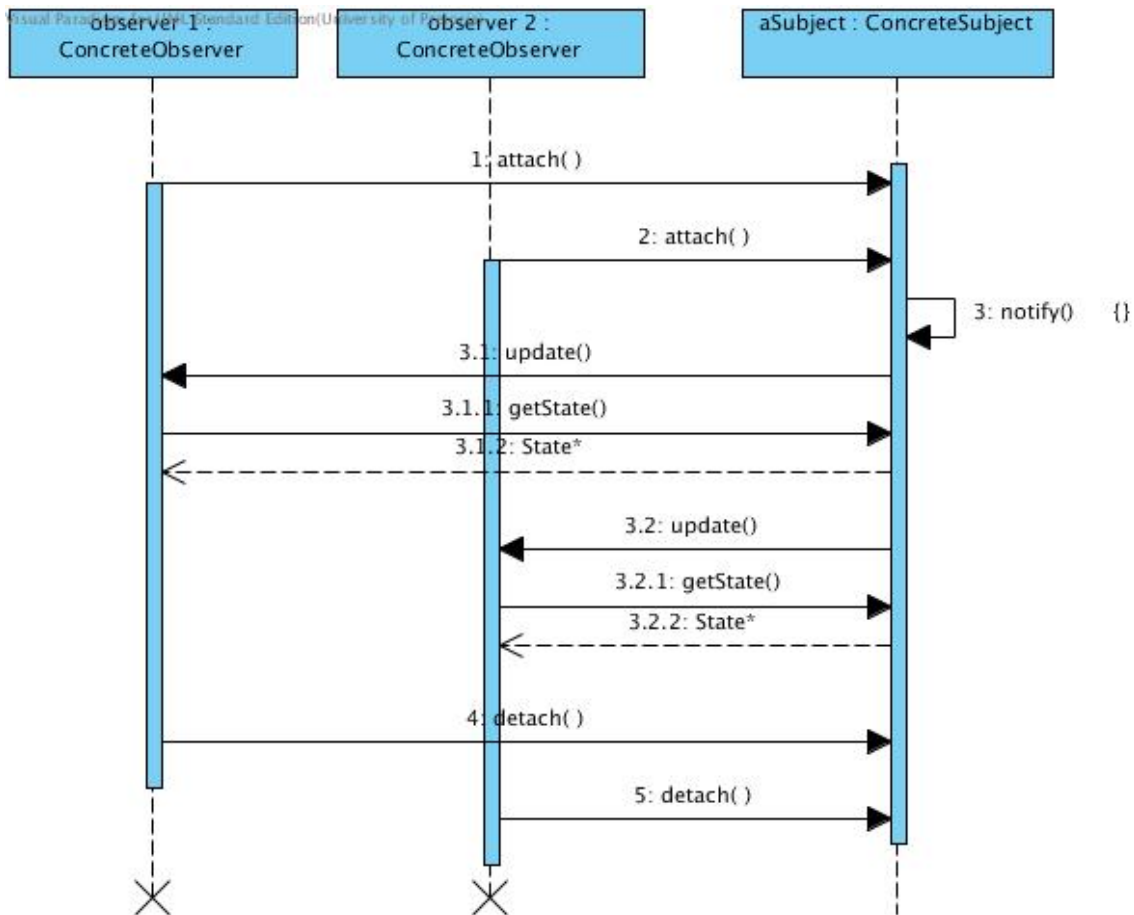 Visual Paradigm for UML Standard Edition(University of Pretoria)
observer 1 :
ConcreteObserver
observer 2 :
ConcreteObserver
aSubject : ConcreteSubject
1: attach( )
2: attach( )
3: notify() {}
3.1: update()
3.1.1: getState()
3.1.2: State*
3.2: update()
3.2.1: getState()
3.2.2: State*
4: detach( )
5: detach( )